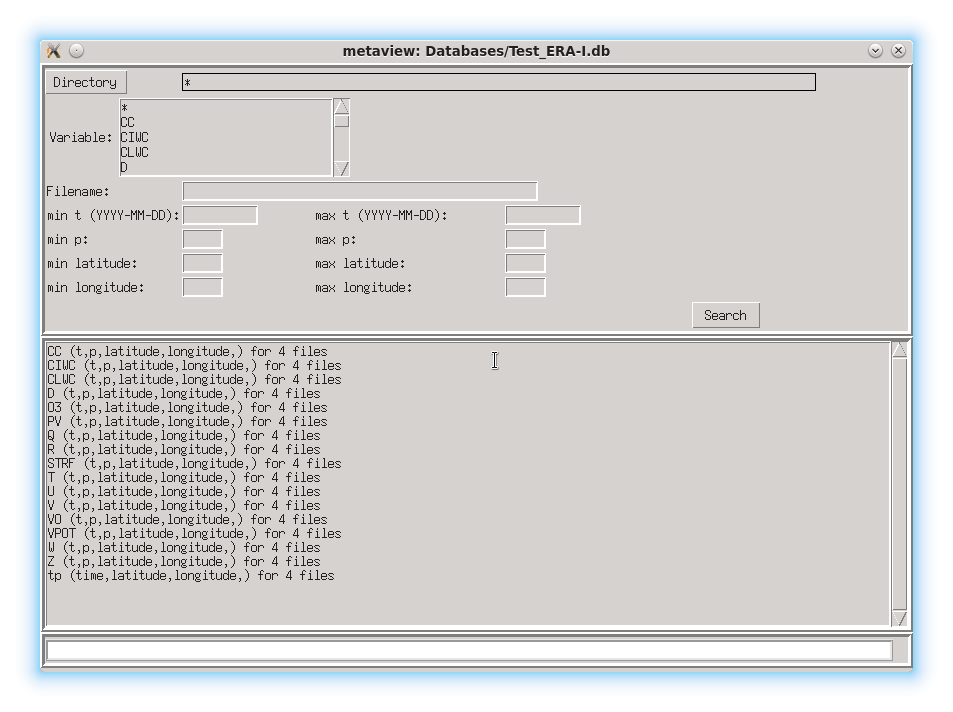 metaview: Databases/Test_ERA-I.db
Directory *
*
CC
Variable: CIWC
CLWC
D
Filename:
min t (YYYY-MM-DD): max t (YYYY-MM-DD):
min p: max p:
min latitude: max latitude:
min longitude: max longitude:
Search
CC (t,p,latitude,longitude,) for 4 files
CIWC (t,p,latitude,longitude,) for 4 files
CLWC (t,p,latitude,longitude,) for 4 files
D (t,p,latitude,longitude,) for 4 files
O3 (t,p,latitude,longitude,) for 4 files
PV (t,p,latitude,longitude,) for 4 files
Q (t,p,latitude,longitude,) for 4 files
R (t,p,latitude,longitude,) for 4 files
STRF (t,p,latitude,longitude,) for 4 files
T (t,p,latitude,longitude,) for 4 files
U (t,p,latitude,longitude,) for 4 files
V (t,p,latitude,longitude,) for 4 files
VO (t,p,latitude,longitude,) for 4 files
VPOT (t,p,latitude,longitude,) for 4 files
W (t,p,latitude,longitude,) for 4 files
Z (t,p,latitude,longitude,) for 4 files
tp (time,latitude,longitude,) for 4 files